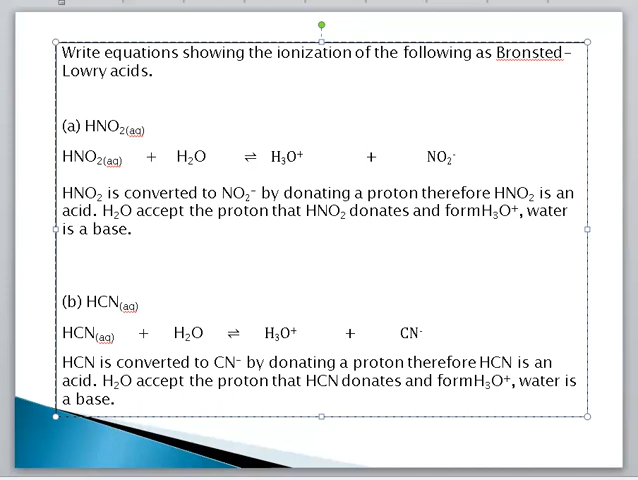 Write equations showing the ionization of the following as Bronsted-
Lowry acids.
(a) HNO₂(aq)
HNO₂(aq) + H₂O ⇌ H₃O⁺ + NO₂⁻
HNO₂ is converted to NO₂⁻ by donating a proton therefore HNO₂ is an
acid. H₂O accept the proton that HNO₂ donates and formH₃O⁺, water
is a base.
(b) HCN(aq)
HCN(aq) + H₂O ⇌ H₃O⁺ + CN⁻
HCN is converted to CN⁻ by donating a proton therefore HCN is an
acid. H₂O accept the proton that HCN donates and formH₃O⁺, water is
a base.